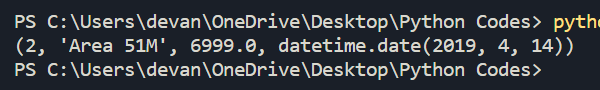 PS C:\Users\devan\OneDrive\Desktop\Python Codes>
(2, 'Area 51M', 6999.0, datetime.date(2019, 4, 14))
PS C:\Users\devan\OneDrive\Desktop\Python Codes>